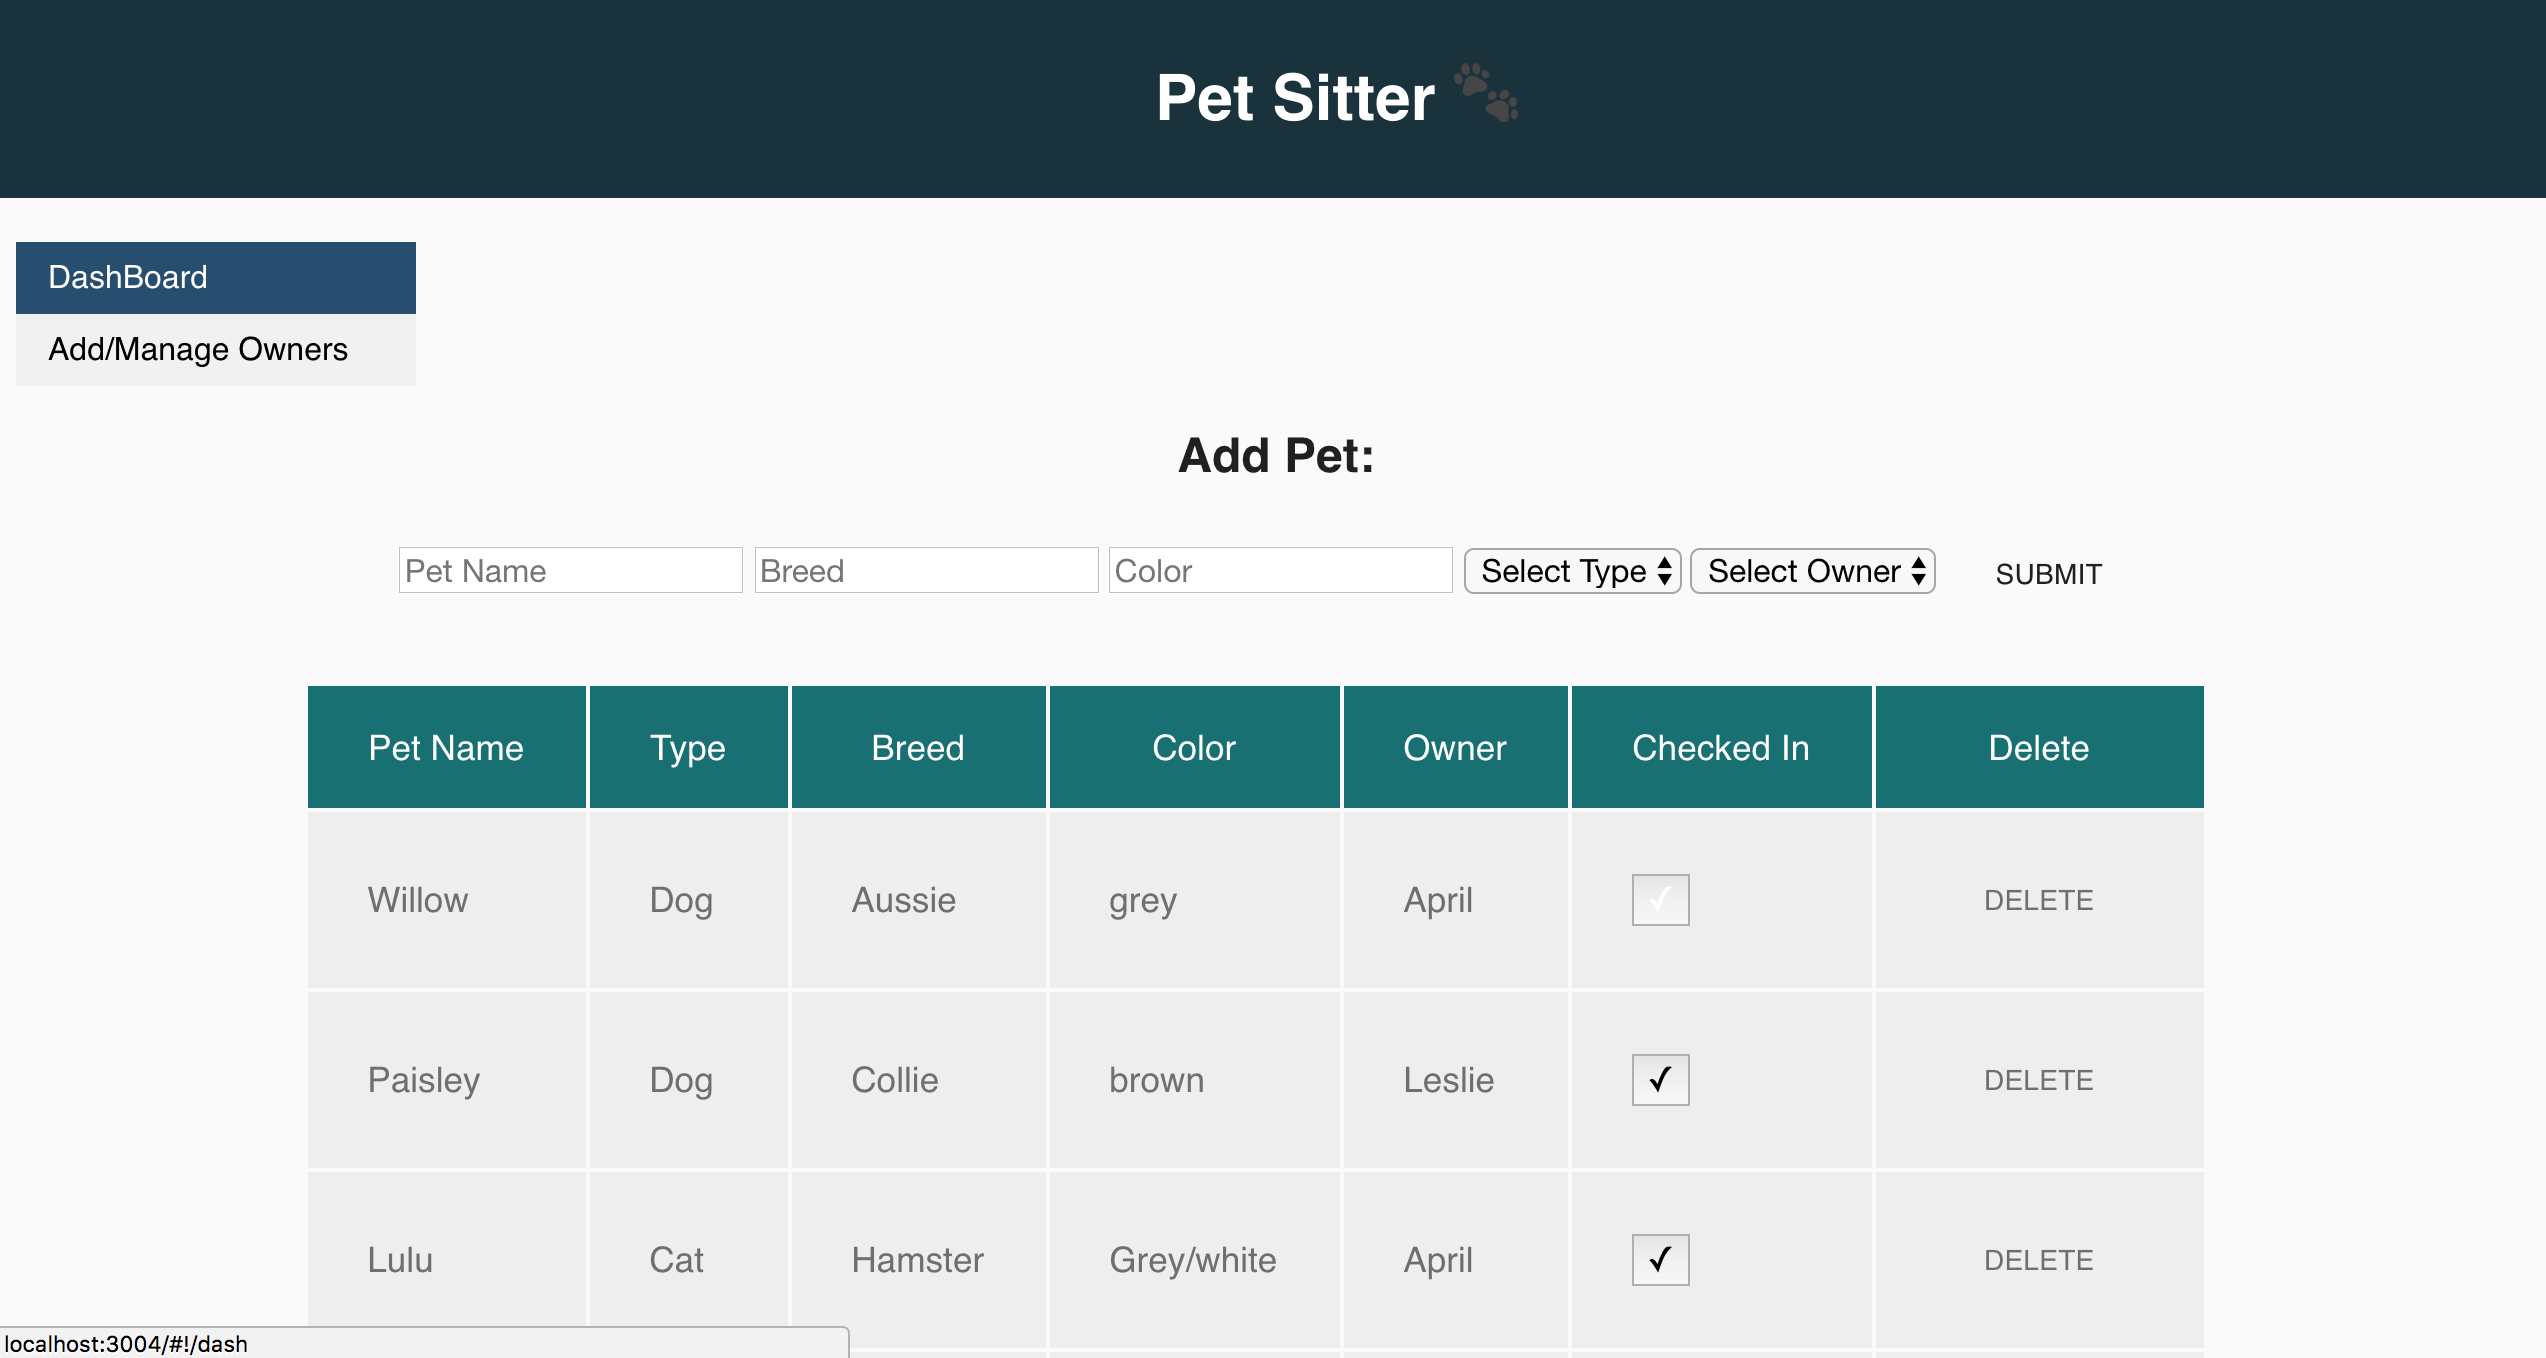 Pet Sitter
DashBoard
Add/Manage Owners
Add Pet:
Pet Name Breed Color Select Type Select Owner SUBMIT
Pet Name Type Breed Color Owner Checked In Delete
Willow Dog Aussie grey April ✓ DELETE
Paisley Dog Collie brown Leslie ✓ DELETE
Lulu Cat Hamster Grey/white April ✓ DELETE
localhost:3004/#!/dash